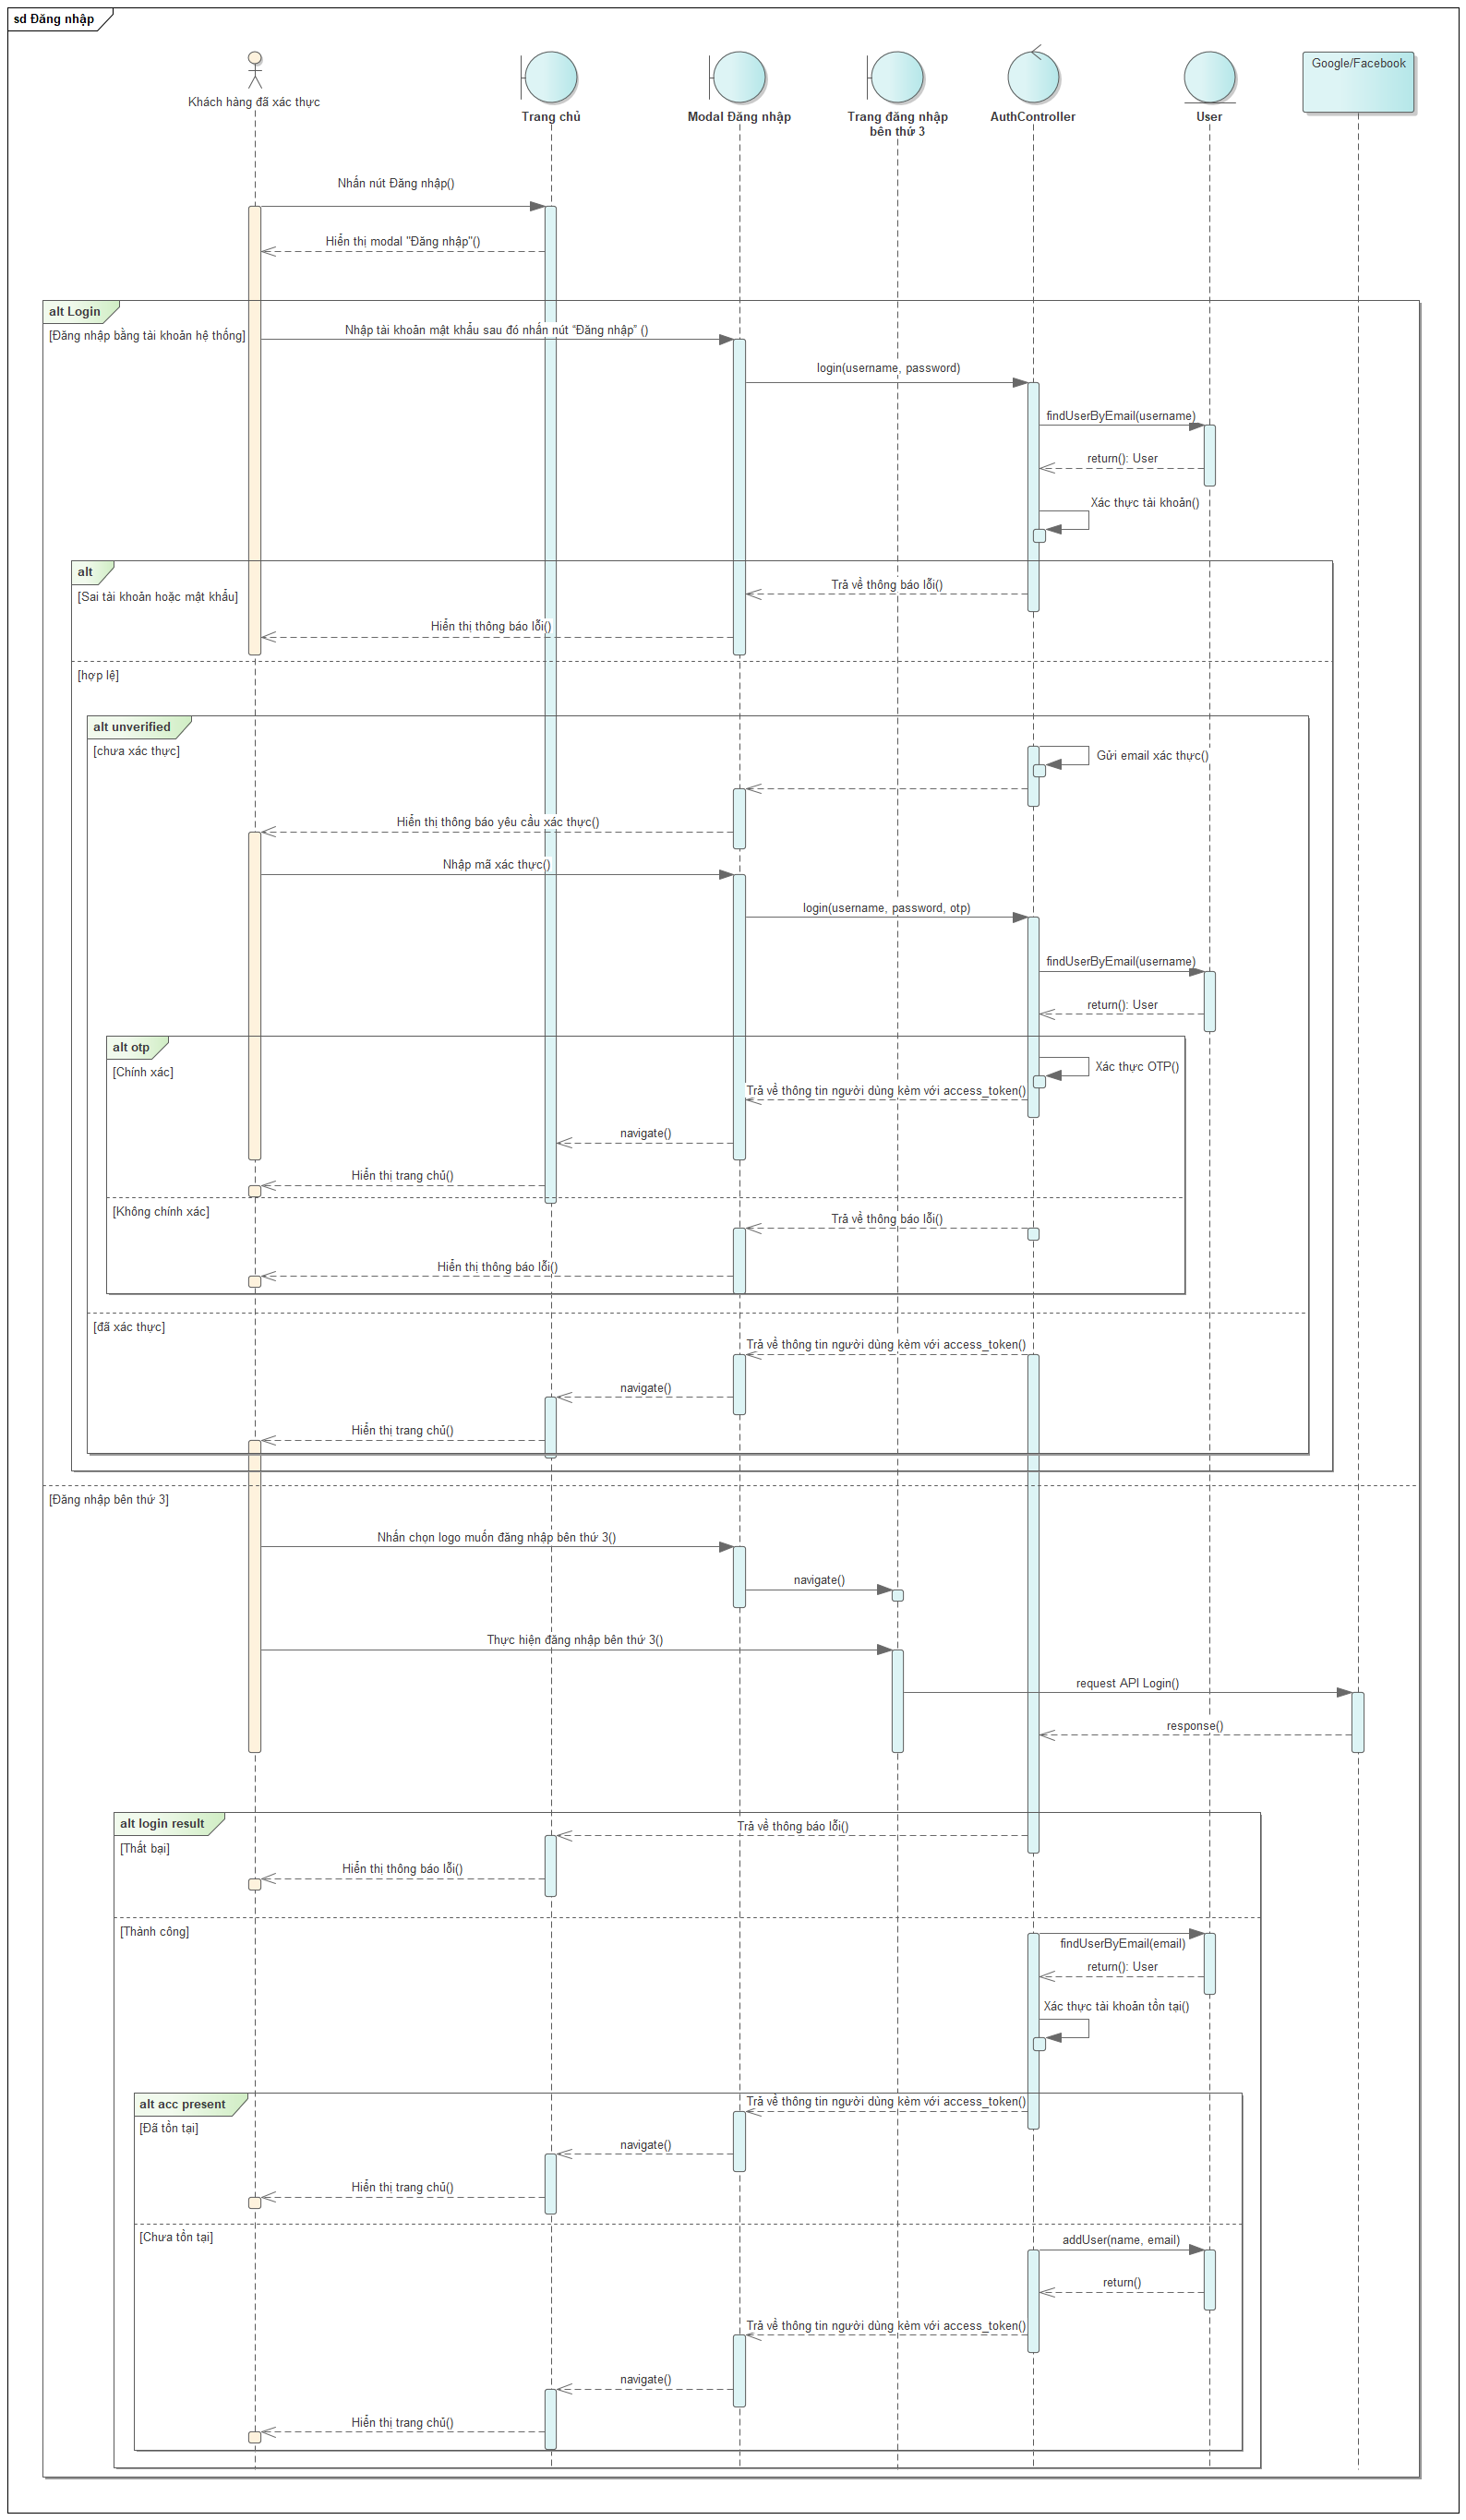 sd Đăng nhập
Khách hàng đã xác thực
Trang chủ
Modal Đăng nhập
Trang đăng nhập
bên thứ 3
AuthController
User
Google/Facebook
Nhấn nút Đăng nhập()
Hiển thị modal "Đăng nhập"()
alt Login
[Đăng nhập bằng tài khoản hệ thống]
Nhập tài khoản mật khẩu sau đó nhấn nút “Đăng nhập” ()
login(username, password)
findUserByEmail(username)
return(): User
Xác thực tài khoản()
alt
[Sai tài khoản hoặc mật khẩu]
Trả về thông báo lỗi()
Hiển thị thông báo lỗi()
[hợp lệ]
alt unverified
[chưa xác thực]
Gửi email xác thực()
Hiển thị thông báo yêu cầu xác thực()
Nhập mã xác thực()
login(username, password, otp)
findUserByEmail(username)
return(): User
alt otp
[Chính xác]
Xác thực OTP()
Trả về thông tin người dùng kèm với access_token()
navigate()
Hiển thị trang chủ()
[Không chính xác]
Trả về thông báo lỗi()
Hiển thị thông báo lỗi()
[đã xác thực]
Trả về thông tin người dùng kèm với access_token()
navigate()
Hiển thị trang chủ()
[Đăng nhập bên thứ 3]
Nhấn chọn logo muốn đăng nhập bên thứ 3()
navigate()
Thực hiện đăng nhập bên thứ 3()
request API Login()
response()
alt login result
[Thất bại]
Trả về thông báo lỗi()
Hiển thị thông báo lỗi()
[Thành công]
findUserByEmail(email)
return(): User
Xác thực tài khoản tồn tại()
alt acc present
[Đã tồn tại]
Trả về thông tin người dùng kèm với access_token()
navigate()
Hiển thị trang chủ()
[Chưa tồn tại]
addUser(name, email)
return()
Trả về thông tin người dùng kèm với access_token()
navigate()
Hiển thị trang chủ()